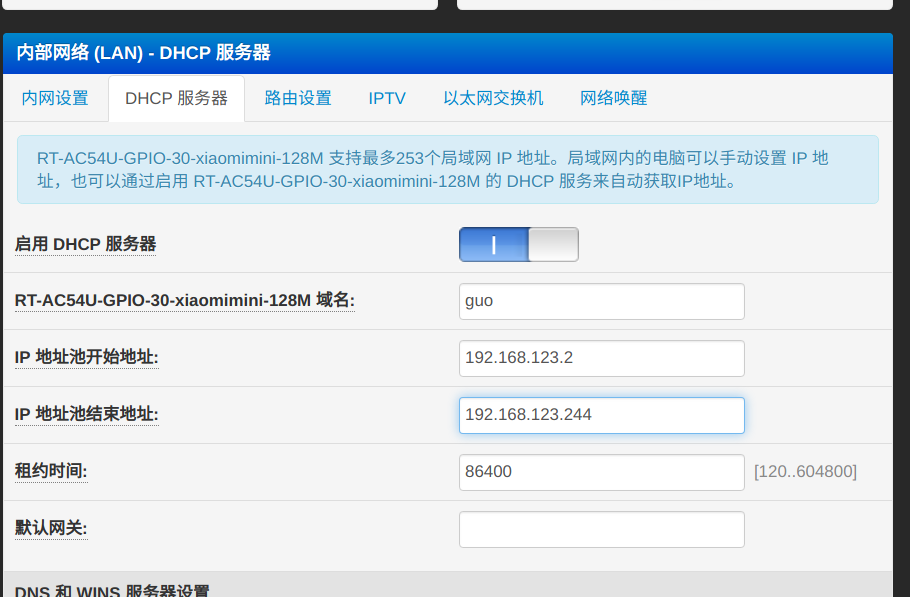 内部网络 (LAN) - DHCP 服务器
内网设置 DHCP 服务器 路由设置 IPTV 以太网交换机 网络唤醒
RT-AC54U-GPIO-30-xiaomimini-128M 支持最多253个局域网 IP 地址。局域网内的电脑可以手动设置 IP 地
址，也可以通过启用 RT-AC54U-GPIO-30-xiaomimini-128M 的 DHCP 服务来自动获取IP地址。
启用 DHCP 服务器
RT-AC54U-GPIO-30-xiaomimini-128M 域名: guo
IP 地址池开始地址: 192.168.123.2
IP 地址池结束地址: 192.168.123.244
租约时间: 86400 [120..604800]
默认网关:
DNS 和 WINS 服务器设置